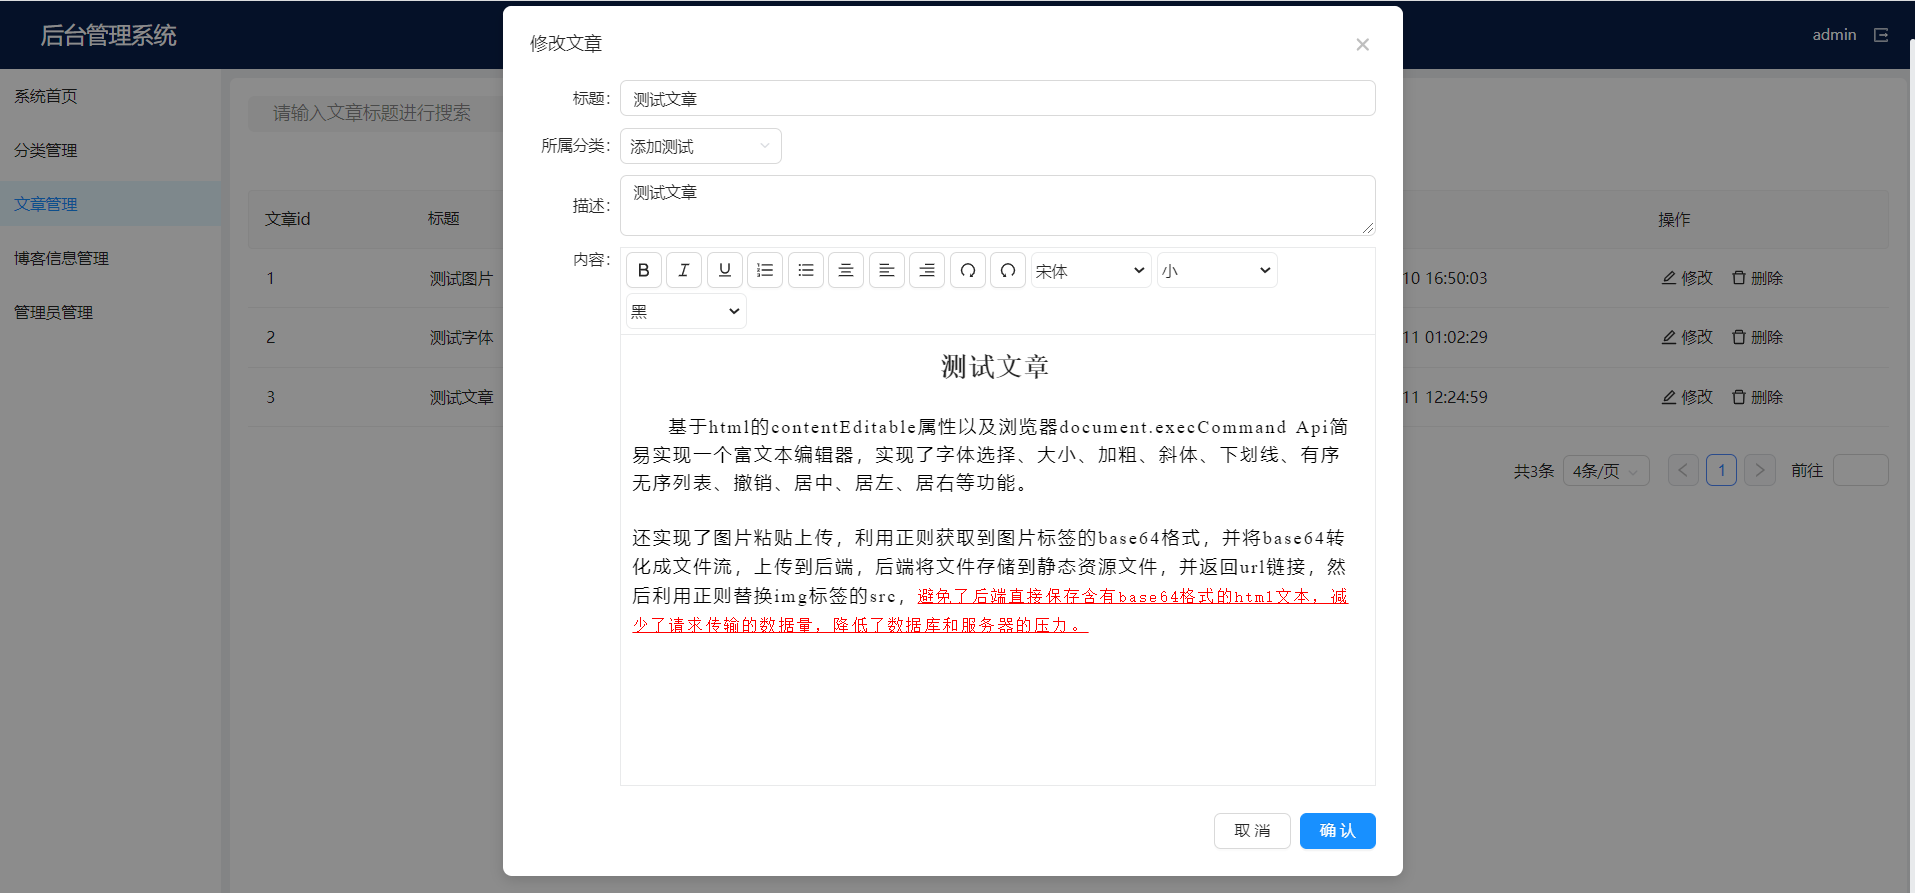 后台管理系统
admin
系统首页
分类管理
文章管理
博客信息管理
管理员管理
请输入文章标题进行搜索
文章id 标题 操作
1 测试图片 10 16:50:03 修改 删除
2 测试字体 11 01:02:29 修改 删除
3 测试文章 11 12:24:59 修改 删除
共3条 4条/页 1 前往
修改文章
标题： 测试文章
所属分类： 添加测试
描述： 测试文章
内容： B I U 宋体 小
黑
测试文章
基于html的contentEditable属性以及浏览器document.execCommand Api简
易实现一个富文本编辑器，实现了字体选择、大小、加粗、斜体、下划线、有序
无序列表、撤销、居中、居左、居右等功能。
还实现了图片粘贴上传，利用正则获取到图片标签的base64格式，并将base64转
化成文件流，上传到后端，后端将文件存储到静态资源文件，并返回url链接，然
后利用正则替换img标签的src，避免了后端直接保存含有base64格式的html文本，减
少了请求传输的数据量，降低了数据库和服务器的压力。
取 消 确 认